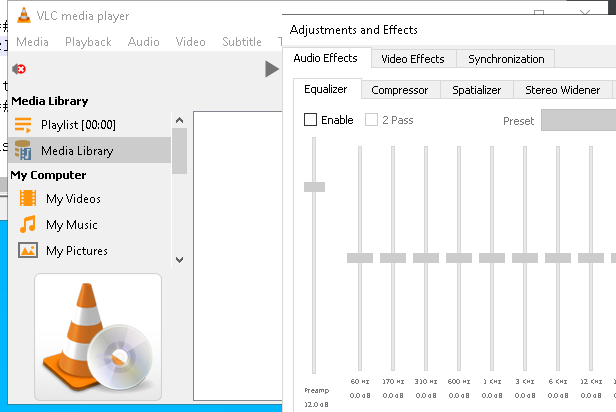 VLC media player
Media Playback Audio Video Subtitle
Media Library
Playlist [00:00]
Media Library
My Computer
My Videos
My Music
My Pictures
Adjustments and Effects
Audio Effects Video Effects Synchronization
Equalizer Compressor Spatializer Stereo Widener
Enable 2 Pass Preset
60 Hz 170 Hz 310 Hz 600 Hz 1 KHz 3 KHz 6 KHz 12 KHz
Preamp 0.0 dB 0.0 dB 0.0 dB 0.0 dB 0.0 dB 0.0 dB 0.0 dB 0.0 dB
12.0 dB